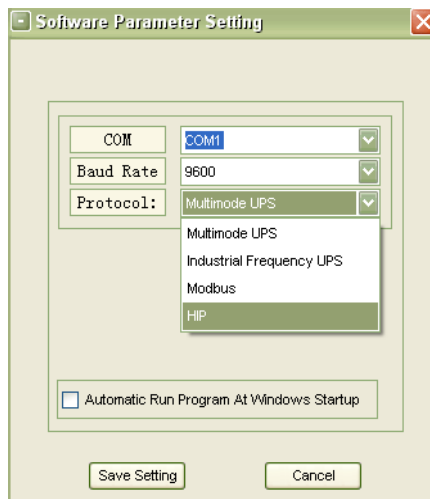 Software Parameter Setting
COM COM1
Baud Rate 9600
Protocol: Multimode UPS
Multimode UPS
Industrial Frequency UPS
Modbus
HIP
Automatic Run Program At Windows Startup
Save Setting Cancel